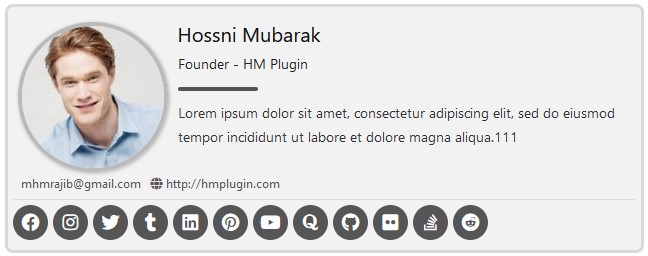 Hossni Mubarak
Founder - HM Plugin
Lorem ipsum dolor sit amet, consectetur adipiscing elit, sed do eiusmod
tempor incididunt ut labore et dolore magna aliqua.111
mhmrajib@gmail.com http://hmplugin.com